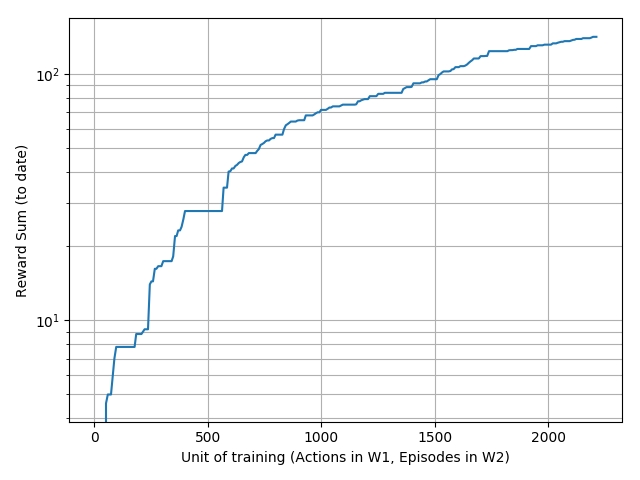 Reward Sum (to date)
10²
10¹
0 500 1000 1500 2000
Unit of training (Actions in W1, Episodes in W2)